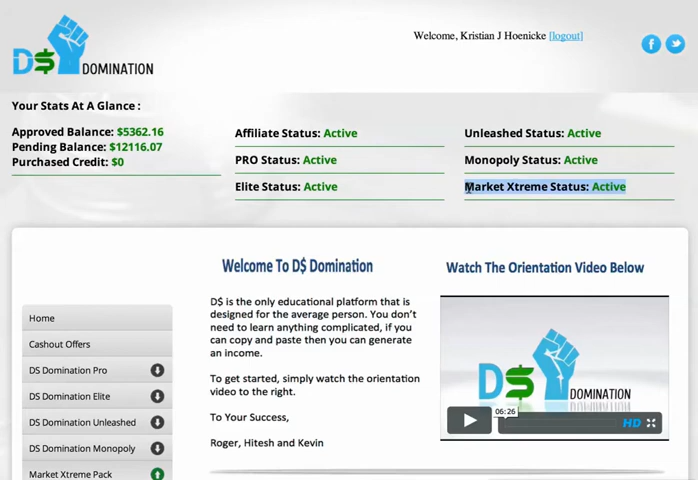 Welcome, Kristian J Hoenicke [logout]
D$ DOMINATION
Your Stats At A Glance :
Approved Balance: $5362.16
Pending Balance: $12116.07
Purchased Credit: $0
Affiliate Status: Active
PRO Status: Active
Elite Status: Active
Unleashed Status: Active
Monopoly Status: Active
Market Xtreme Status: Active
Home
Cashout Offers
DS Domination Pro
DS Domination Elite
DS Domination Unleashed
DS Domination Monopoly
Market Xtreme Pack
Welcome To D$ Domination
D$ is the only educational platform that is
designed for the average person. You don't
need to learn anything complicated, if you
can copy and paste then you can generate
an income.
To get started, simply watch the orientation
video to the right.
To Your Success,
Roger, Hitesh and Kevin
Watch The Orientation Video Below
D$ DOMINATION
06:26
HD